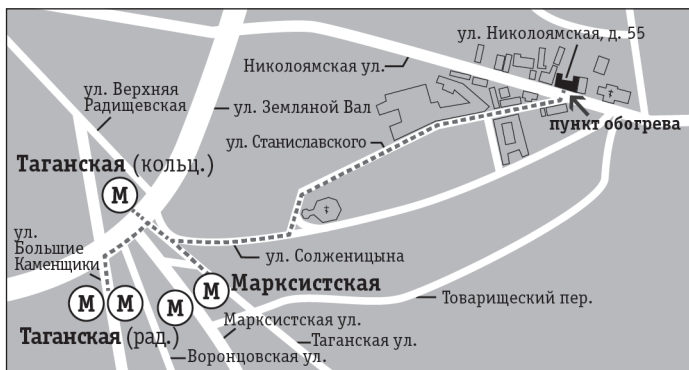 ул. Николоямская, д. 55
Николоямская ул.
ул. Верхняя
Радищевская
ул. Земляной Вал
пункт обогрева
ул. Станиславского
Таганская (кольц.)
М
ул.
Большие
Каменщики
ул. Солженицына
М
Марксистская
М
М
М
Товарищеский пер.
Марксистская ул.
Таганская (рад.)
Таганская ул.
Воронцовская ул.